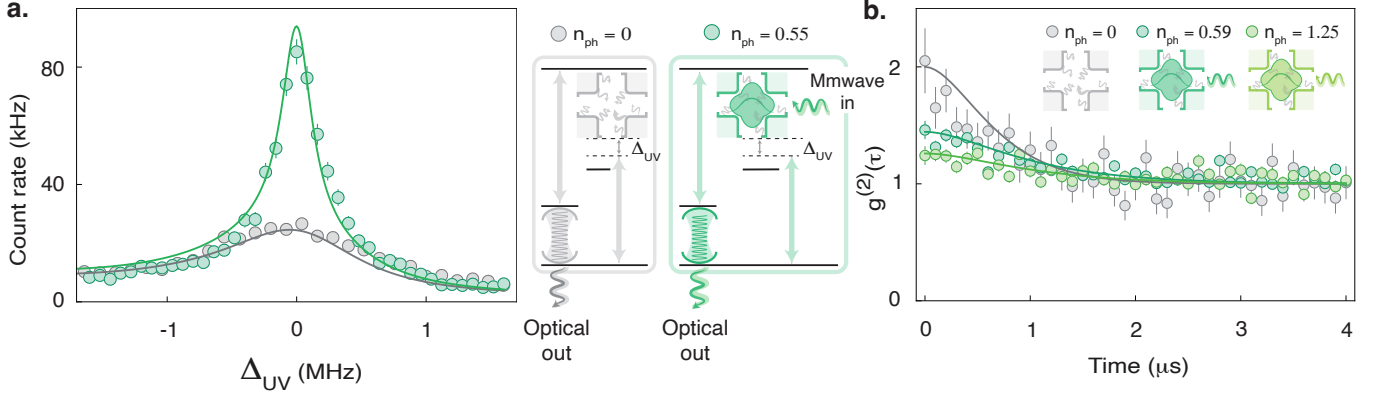 a.
Count rate (kHz)
80
40
0
-1
0
1
Δ_UV (MHz)
n_ph = 0
n_ph = 0.55
Mmwave
in
Δ_UV
Δ_UV
Optical
out
Optical
out
b.
g^(2)(τ)
2
1
0
n_ph = 0
n_ph = 0.59
n_ph = 1.25
0
1
2
3
4
Time (μs)